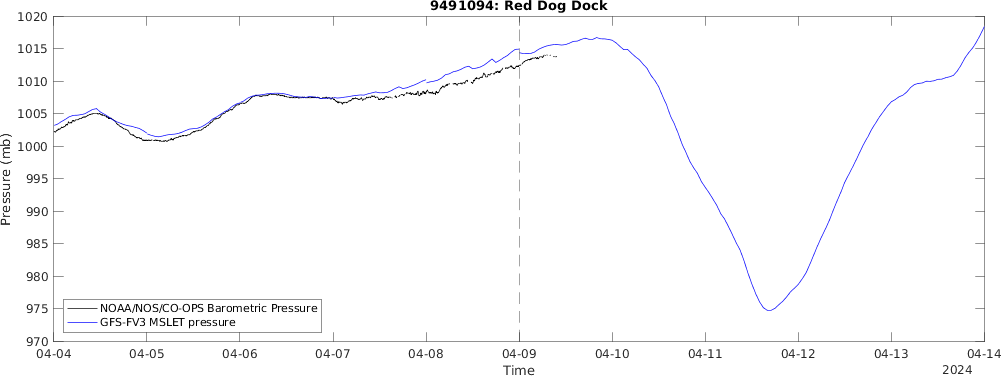 9491094: Red Dog Dock
Pressure (mb)
1020
1015
1010
1005
1000
995
990
985
980
975
970
NOAA/NOS/CO-OPS Barometric Pressure
GFS-FV3 MSLET pressure
04-04 04-05 04-06 04-07 04-08 04-09 04-10 04-11 04-12 04-13 04-14
Time
2024